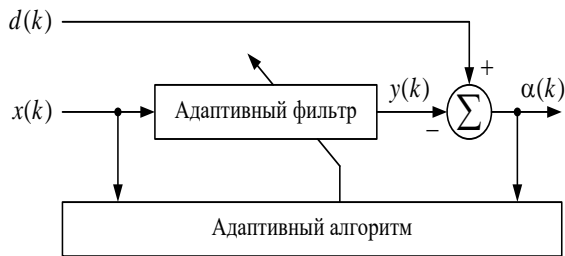 d(k)
+
x(k)
Адаптивный фильтр
y(k)
−
Σ
α(k)
Адаптивный алгоритм